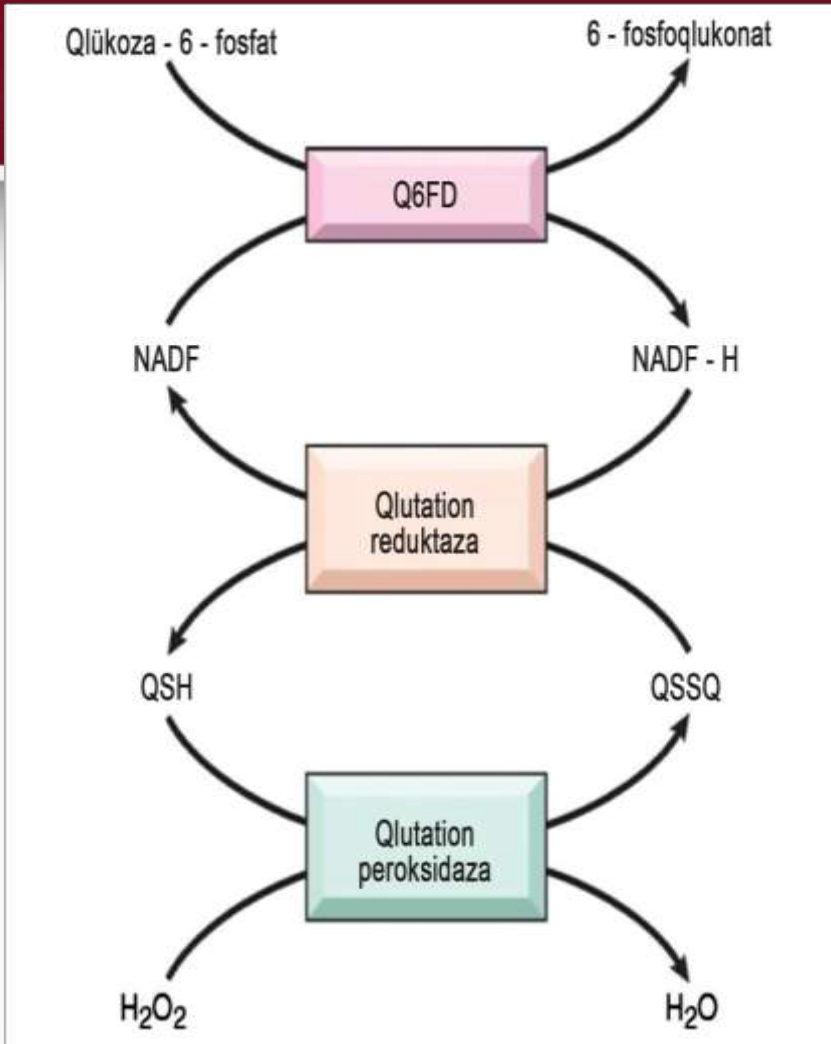 Qlükoza - 6 - fosfat
6 - fosfoqlukonat
Q6FD
NADF
NADF - H
Qlutation
reduktaza
QSH
QSSQ
Qlutation
peroksidaza
H₂O₂
H₂O